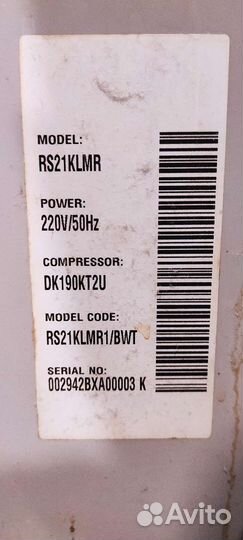 MODEL:
RS21KLMR
POWER:
220V/50Hz
COMPRESSOR:
DK190KT2U
MODEL CODE:
RS21KLMR1/BWT
SERIAL NO:
002942BXA00003 K
Avito